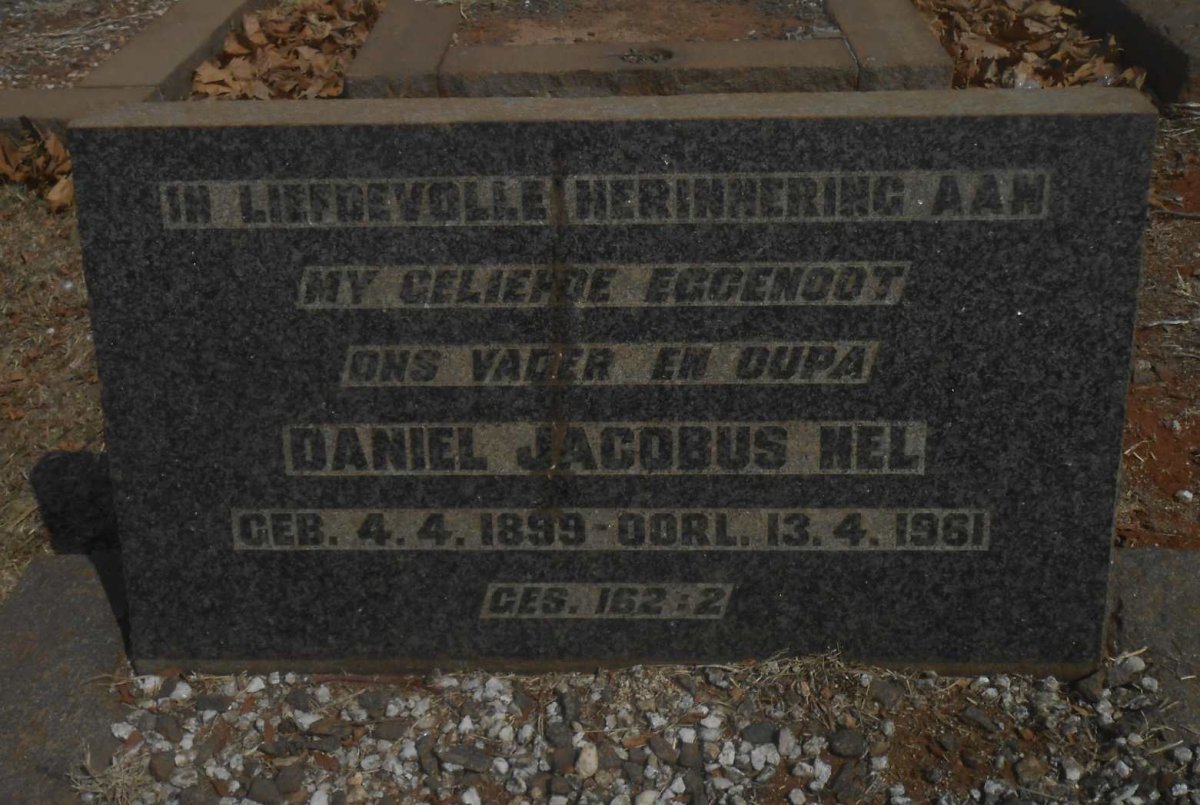 IN LIEFDEVOLLE HERINNERING AAN
MY GELIEFDE EGGENOOT
ONS VADER EN OUPA
DANIEL JACOBUS NEL
GEB. 4. 4. 1899 - OORL. 13. 4. 1961
GES. 162:2